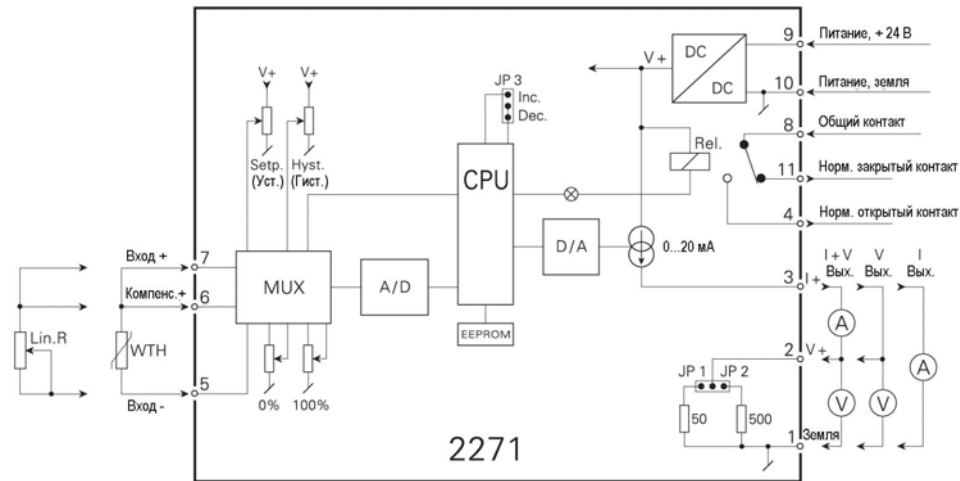 9 Питание, + 24 В
DC
DC
V+
10 Питание, земля
V+ V+
JP 3
Inc.
Dec.
8 Общий контакт
Rel.
Setp. Hyst.
(Уст.) (Гист.)
CPU
11 Норм. закрытый контакт
4 Норм. открытый контакт
D/A
0...20 мА
I + V V I
Вых. Вых. Вых.
Вход + 7
MUX
A/D
3 I+
Компенс.+ 6
A
EEPROM
Lin.R
WTH
2 V+
JP 1 JP 2
A
5
Вход -
0% 100%
50 500
V V
1 Земля
2271